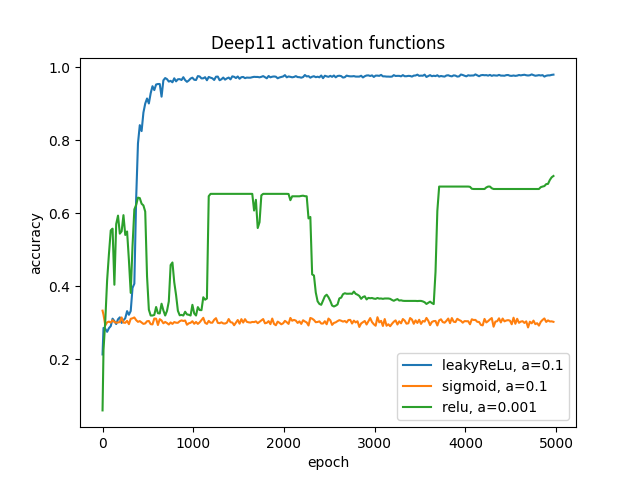 Deep11 activation functions
accuracy
1.0
0.8
0.6
0.4
0.2
0 1000 2000 3000 4000 5000
epoch
leakyReLu, a=0.1
sigmoid, a=0.1
relu, a=0.001